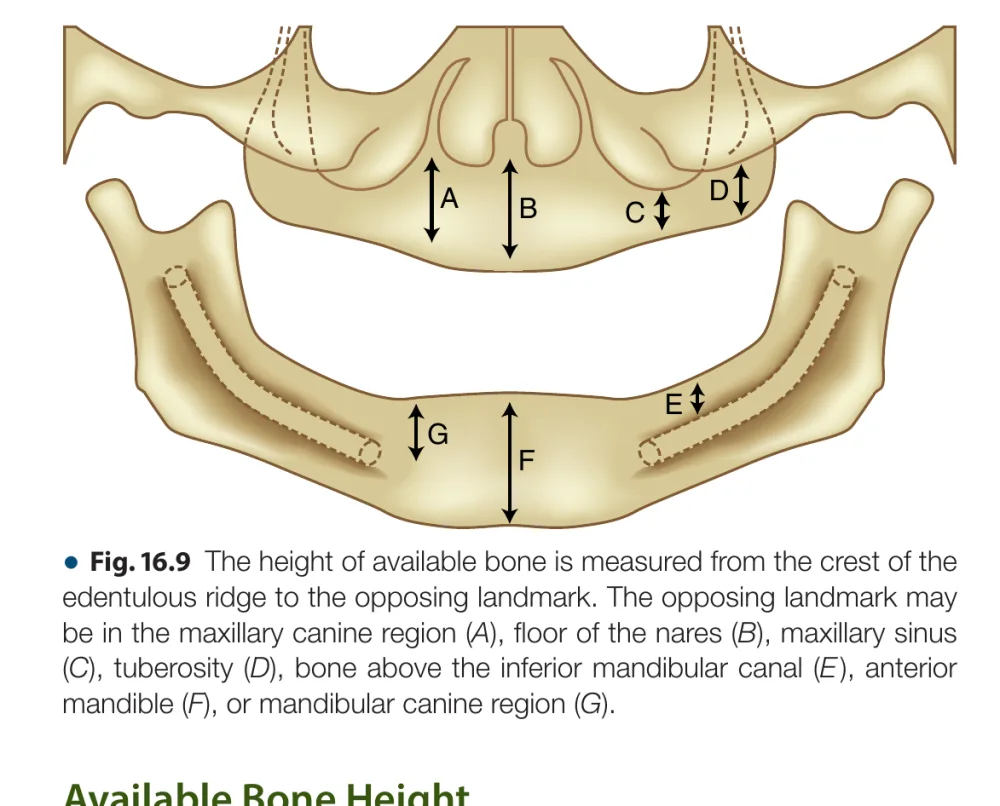 A
B
C
D
E
G
F
• Fig. 16.9 The height of available bone is measured from the crest of the
edentulous ridge to the opposing landmark. The opposing landmark may
be in the maxillary canine region (A), floor of the nares (B), maxillary sinus
(C), tuberosity (D), bone above the inferior mandibular canal (E), anterior
mandible (F), or mandibular canine region (G).
Available Bone Height